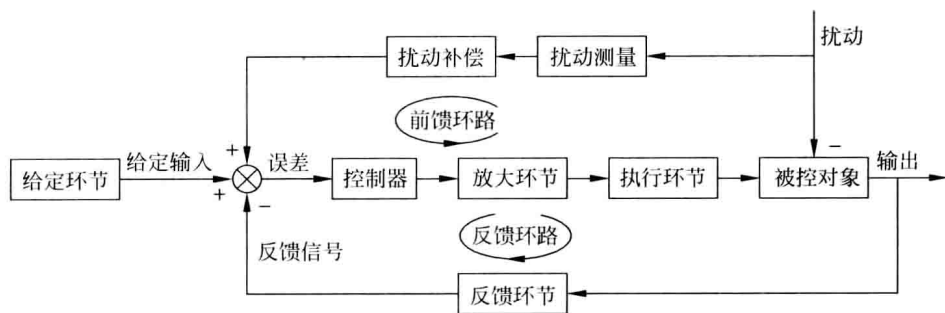 扰动
扰动补偿
扰动测量
前馈环路
+
给定环节
给定输入
+
−
误差
控制器
放大环节
执行环节
−
被控对象
输出
反馈信号
反馈环路
反馈环节